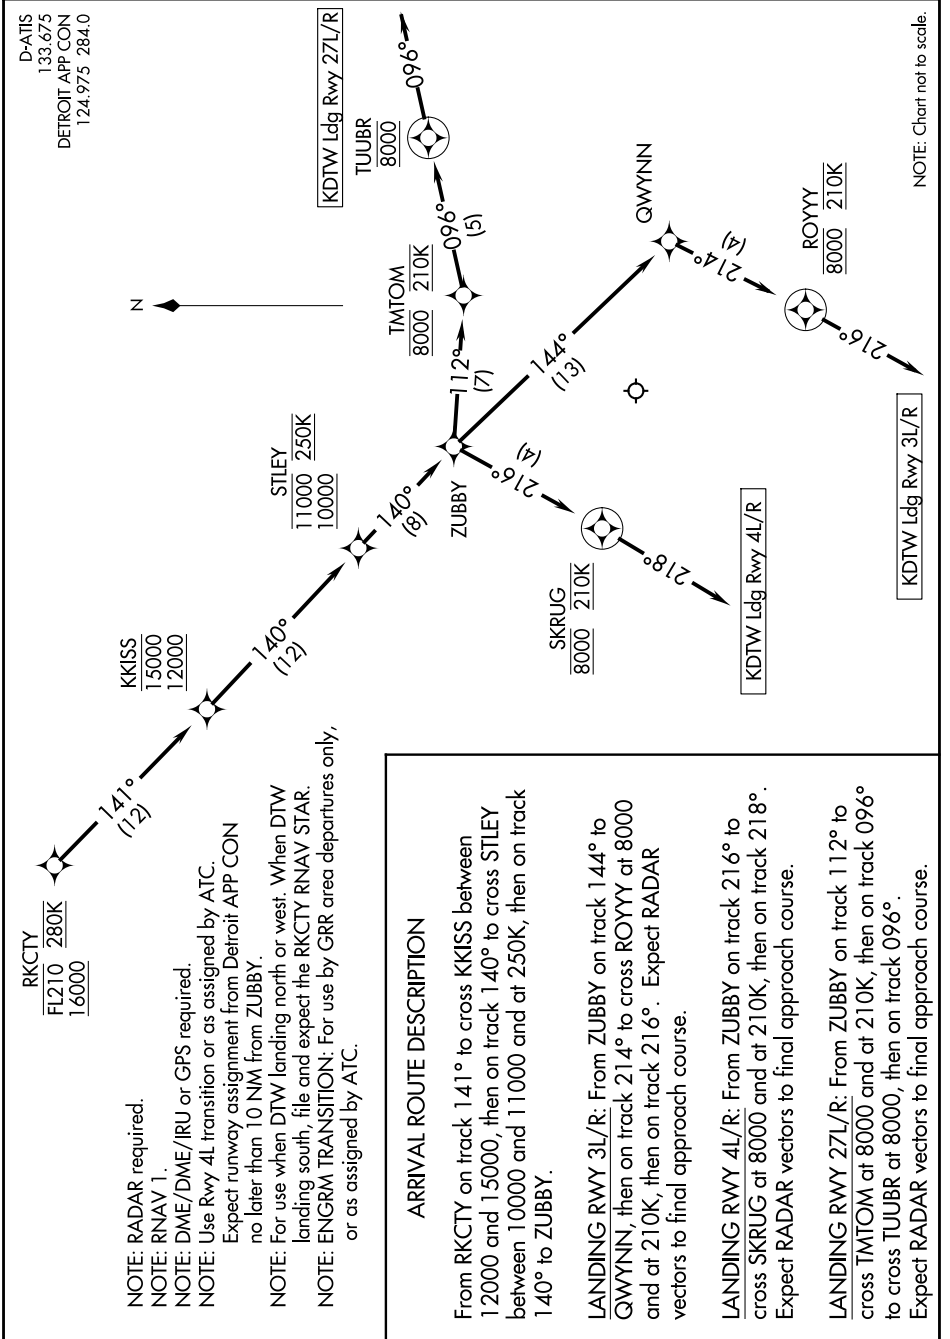 D-ATIS
133.675
DETROIT APP CON
124.975 284.0
RKCTY
FL210 280K
16000
141°
(12)
KKISS
15000
12000
140°
(12)
STLEY
11000 250K
10000
140°
(8)
ZUBBY
N
112°
(7)
TMTOM
8000 210K
096°
(5)
TUUBR
8000
096°
KDTW Ldg Rwy 27L/R
144°
(13)
QWYNN
214°
(4)
ROYYY
8000 210K
216°
KDTW Ldg Rwy 3L/R
216°
(4)
SKRUG
8000 210K
218°
KDTW Ldg Rwy 4L/R
NOTE: Chart not to scale.
NOTE: RADAR required.
NOTE: RNAV 1.
NOTE: DME/DME/IRU or GPS required.
NOTE: Use Rwy 4L transition or as assigned by ATC.
Expect runway assignment from Detroit APP CON
no later than 10 NM from ZUBBY.
NOTE: For use when DTW landing north or west. When DTW
landing south, file and expect the RKCTY RNAV STAR.
NOTE: ENGRM TRANSITION: For use by GRR area departures only,
or as assigned by ATC.
ARRIVAL ROUTE DESCRIPTION
From RKCTY on track 141° to cross KKISS between
12000 and 15000, then on track 140° to cross STLEY
between 10000 and 11000 and at 250K, then on track
140° to ZUBBY.
LANDING RWY 3L/R: From ZUBBY on track 144° to
QWYNN, then on track 214° to cross ROYYY at 8000
and at 210K, then on track 216°. Expect RADAR
vectors to final approach course.
LANDING RWY 4L/R: From ZUBBY on track 216° to
cross SKRUG at 8000 and at 210K, then on track 218°.
Expect RADAR vectors to final approach course.
LANDING RWY 27L/R: From ZUBBY on track 112° to
cross TMTOM at 8000 and at 210K, then on track 096°
to cross TUUBR at 8000, then on track 096°.
Expect RADAR vectors to final approach course.